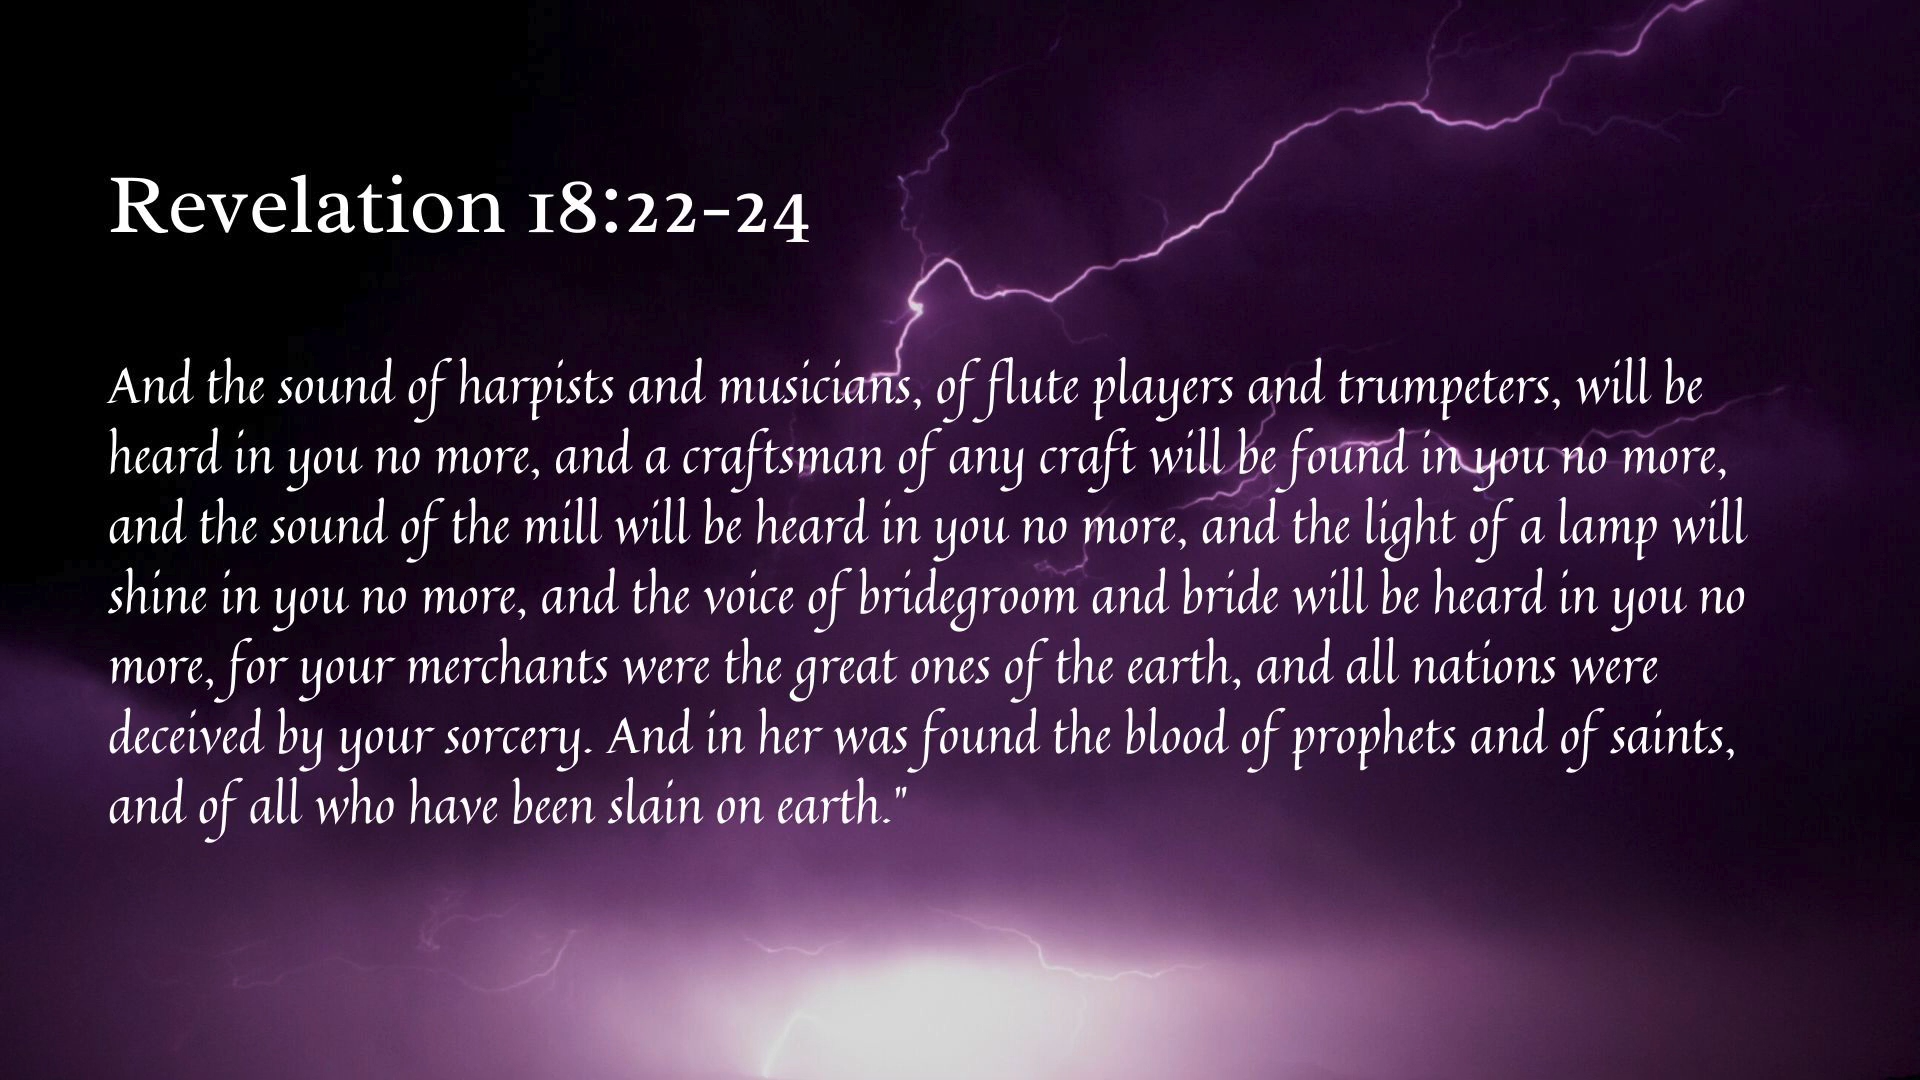 Revelation 18:22-24
And the sound of harpists and musicians, of flute players and trumpeters, will be
heard in you no more, and a craftsman of any craft will be found in you no more,
and the sound of the mill will be heard in you no more, and the light of a lamp will
shine in you no more, and the voice of bridegroom and bride will be heard in you no
more, for your merchants were the great ones of the earth, and all nations were
deceived by your sorcery. And in her was found the blood of prophets and of saints,
and of all who have been slain on earth."